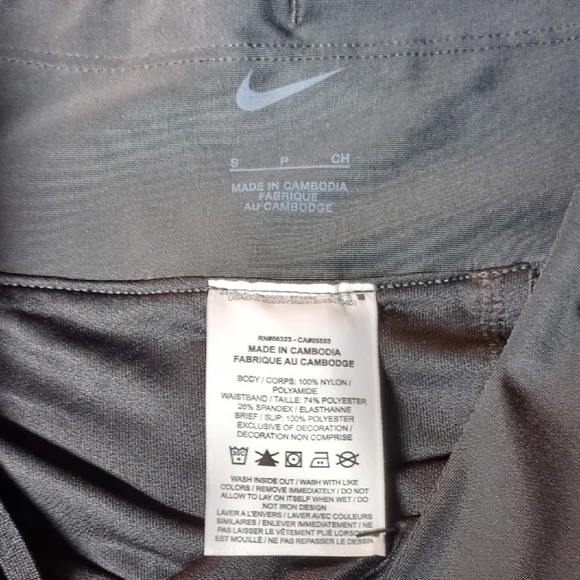 S P CH
MADE IN CAMBODIA
FABRIQUE
AU CAMBODGE
RN#56323 - CA#05553
MADE IN CAMBODIA
FABRIQUE AU CAMBODGE
BODY / CORPS: 100% NYLON /
POLYAMIDE
WAISTBAND / TAILLE: 74% POLYESTER
26% SPANDEX / ELASTHANNE
BRIEF / SLIP: 100% POLYESTER
EXCLUSIVE OF DECORATION /
DECORATION NON COMPRISE
WASH INSIDE OUT / WASH WITH LIKE
COLORS / REMOVE IMMEDIATELY / DO NOT
ALLOW TO LAY ON ITSELF WHEN WET / DO
NOT IRON DESIGN
LAVER A L'ENVERS / LAVER AVEC COULEURS
SIMILAIRES / ENLEVER IMMEDIATEMENT /
NE PAS LAISSER LE VÊTEMENT PLIÉ LORSQ
EST MOUILLE / NE PAS REPASSER LE DESSIN